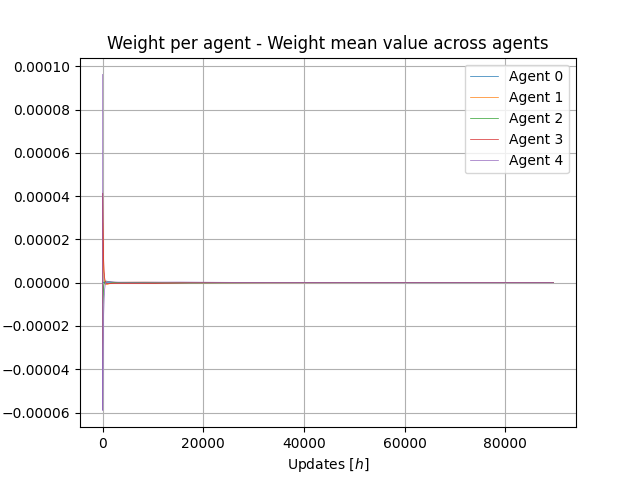 Weight per agent - Weight mean value across agents
0.00010
0.00008
0.00006
0.00004
0.00002
0.00000
−0.00002
−0.00004
−0.00006
Agent 0
Agent 1
Agent 2
Agent 3
Agent 4
0 20000 40000 60000 80000
Updates [h]